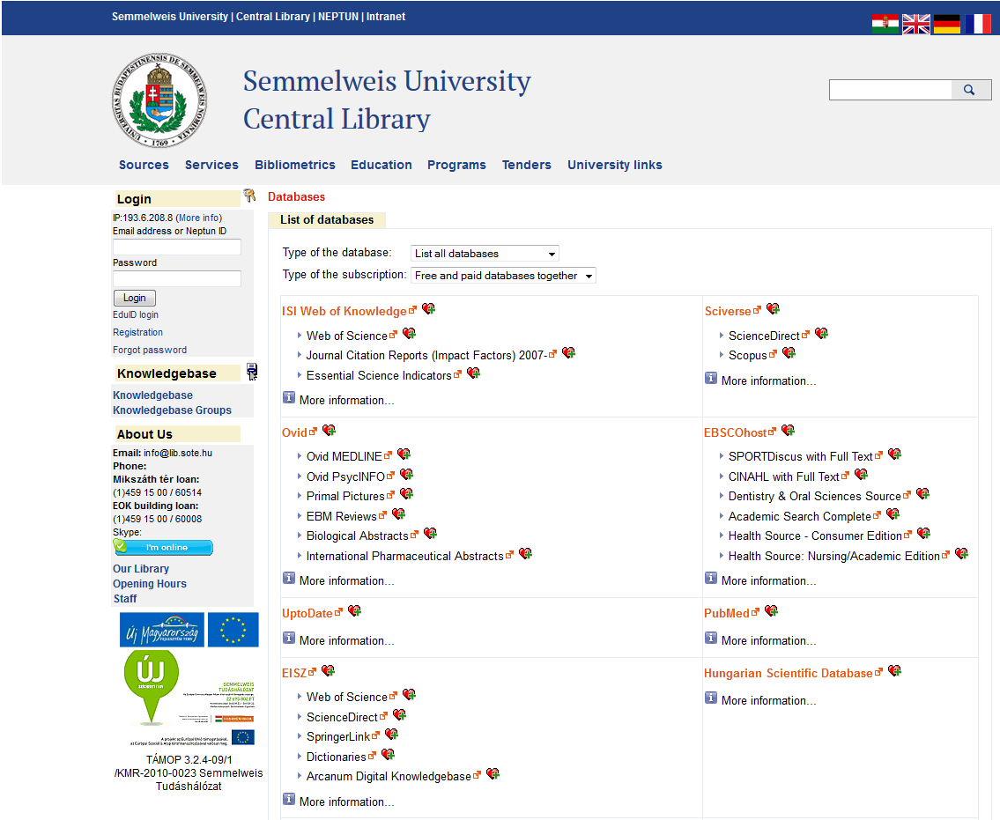 Semmelweis University | Central Library | NEPTUN | Intranet
UNIVERSITAS BUDAPESTINENSIS DE SEMMELWEIS NOMINATA
1769
Semmelweis University
Central Library
Sources Services Bibliometrics Education Programs Tenders University links
Login
IP:193.6.208.8 (More info)
Email address or Neptun ID
Password
Login
EduID login
Registration
Forgot password
Knowledgebase
Knowledgebase
Knowledgebase Groups
About Us
Email: info@lib.sote.hu
Phone:
Mikszáth tér loan:
(1)459 15 00 / 60514
EOK building loan:
(1)459 15 00 / 60008
Skype:
I'm online
Our Library
Opening Hours
Staff
Új Magyarország
FEJLESZTÉSI TERV
ÚJ
SZÉCHENYI TERV
SEMMELWEIS
TUDÁSHÁLÓZAT
A projekt az Európai Unió támogatásával,
az Európai Szociális Alap társfinanszírozásával valósul meg.
TÁMOP 3.2.4-09/1
/KMR-2010-0023 Semmelweis
Tudáshálózat
Databases
List of databases
Type of the database: List all databases
Type of the subscription: Free and paid databases together
ISI Web of Knowledge
Web of Science
Journal Citation Reports (Impact Factors) 2007-
Essential Science Indicators
More information...
Sciverse
ScienceDirect
Scopus
More information...
Ovid
Ovid MEDLINE
Ovid PsycINFO
Primal Pictures
EBM Reviews
Biological Abstracts
International Pharmaceutical Abstracts
More information...
EBSCOhost
SPORTDiscus with Full Text
CINAHL with Full Text
Dentistry & Oral Sciences Source
Academic Search Complete
Health Source - Consumer Edition
Health Source: Nursing/Academic Edition
More information...
UptoDate
More information...
PubMed
More information...
EISZ
Web of Science
ScienceDirect
SpringerLink
Dictionaries
Arcanum Digital Knowledgebase
More information...
Hungarian Scientific Database
More information...